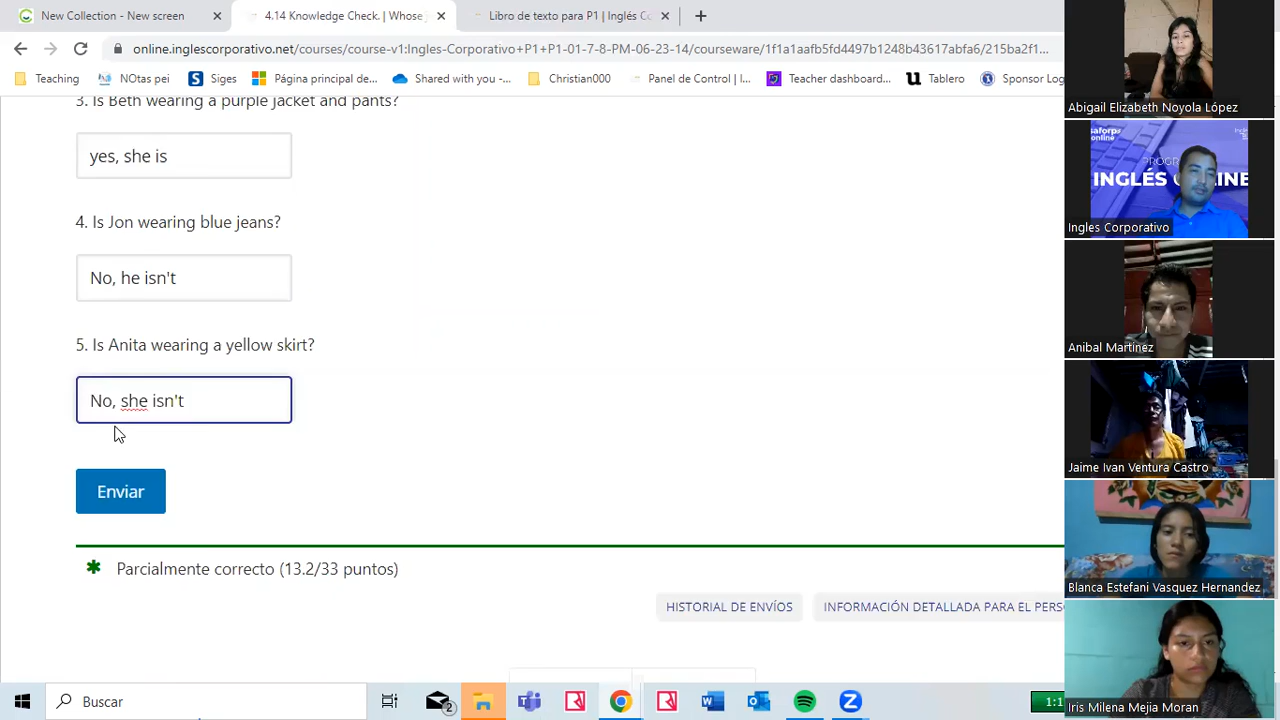 New Collection - New screen
4.14 Knowledge Check. | Whose
Libro de texto para P1 | Inglés Co
online.inglescorporativo.net/courses/course-v1:Ingles-Corporativo+P1+P1-01-7-8-PM-06-23-14/courseware/1f1a1aafb5fd4497b1248b43617abfa6/215ba2f1...
Teaching
NOtas pei
Siges
Página principal de...
Shared with you -...
Christian000
Panel de Control | I...
Teacher dashboard...
Tablero
Sponsor Log
3. Is Beth wearing a purple jacket and pants?
yes, she is
4. Is Jon wearing blue jeans?
No, he isn't
5. Is Anita wearing a yellow skirt?
No, she isn't
Enviar
Parcialmente correcto (13.2/33 puntos)
HISTORIAL DE ENVÍOS
INFORMACIÓN DETALLADA PARA EL PERS
Buscar
2
1:1
Abigail Elizabeth Noyola López
INGLÉS
Ingles Corporativo
Anibal Martínez
Jaime Ivan Ventura Castro
Blanca Estefani Vasquez Hernandez
Iris Milena Mejia Moran